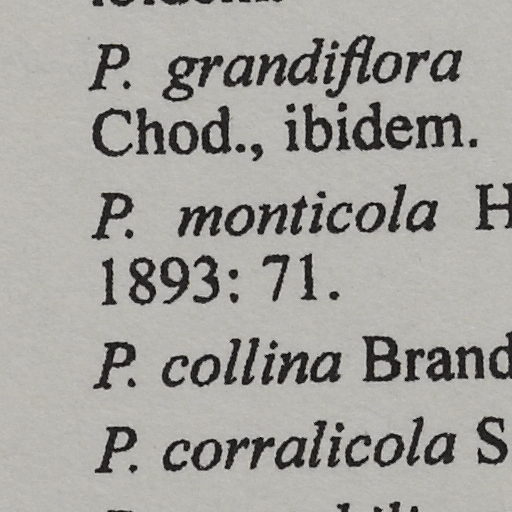 P. grandiflora
Chod., ibidem.
P. monticola H
1893: 71.
P. collina Brand
P. corralicola S